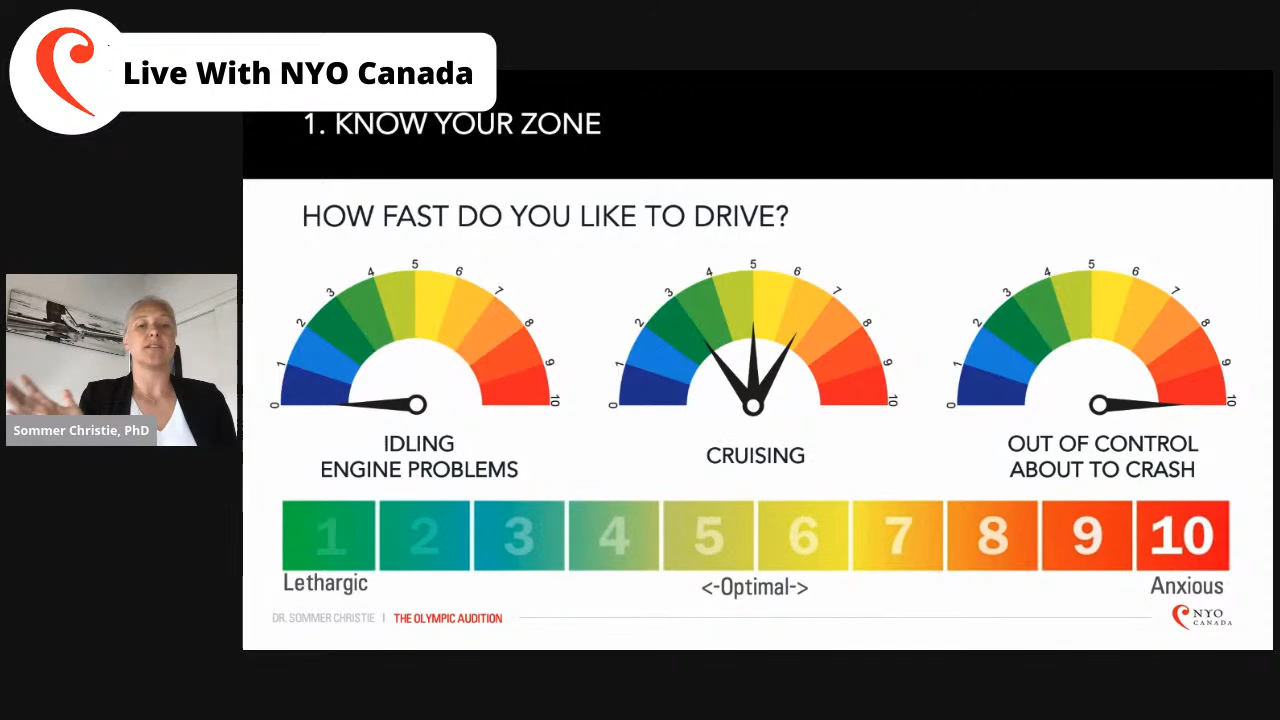 Live With NYO Canada
1. KNOW YOUR ZONE
HOW FAST DO YOU LIKE TO DRIVE?
0 1 2 3 4 5 6 7 8 9 10
0 1 2 3 4 5 6 7 8 9 10
0 1 2 3 4 5 6 7 8 9 10
IDLING
ENGINE PROBLEMS
CRUISING
OUT OF CONTROL
ABOUT TO CRASH
1 2 3 4 5 6 7 8 9 10
Lethargic
<-Optimal->
Anxious
DR. SOMMER CHRISTIE | THE OLYMPIC AUDITION
NYO
CANADA
Sommer Christie, PhD